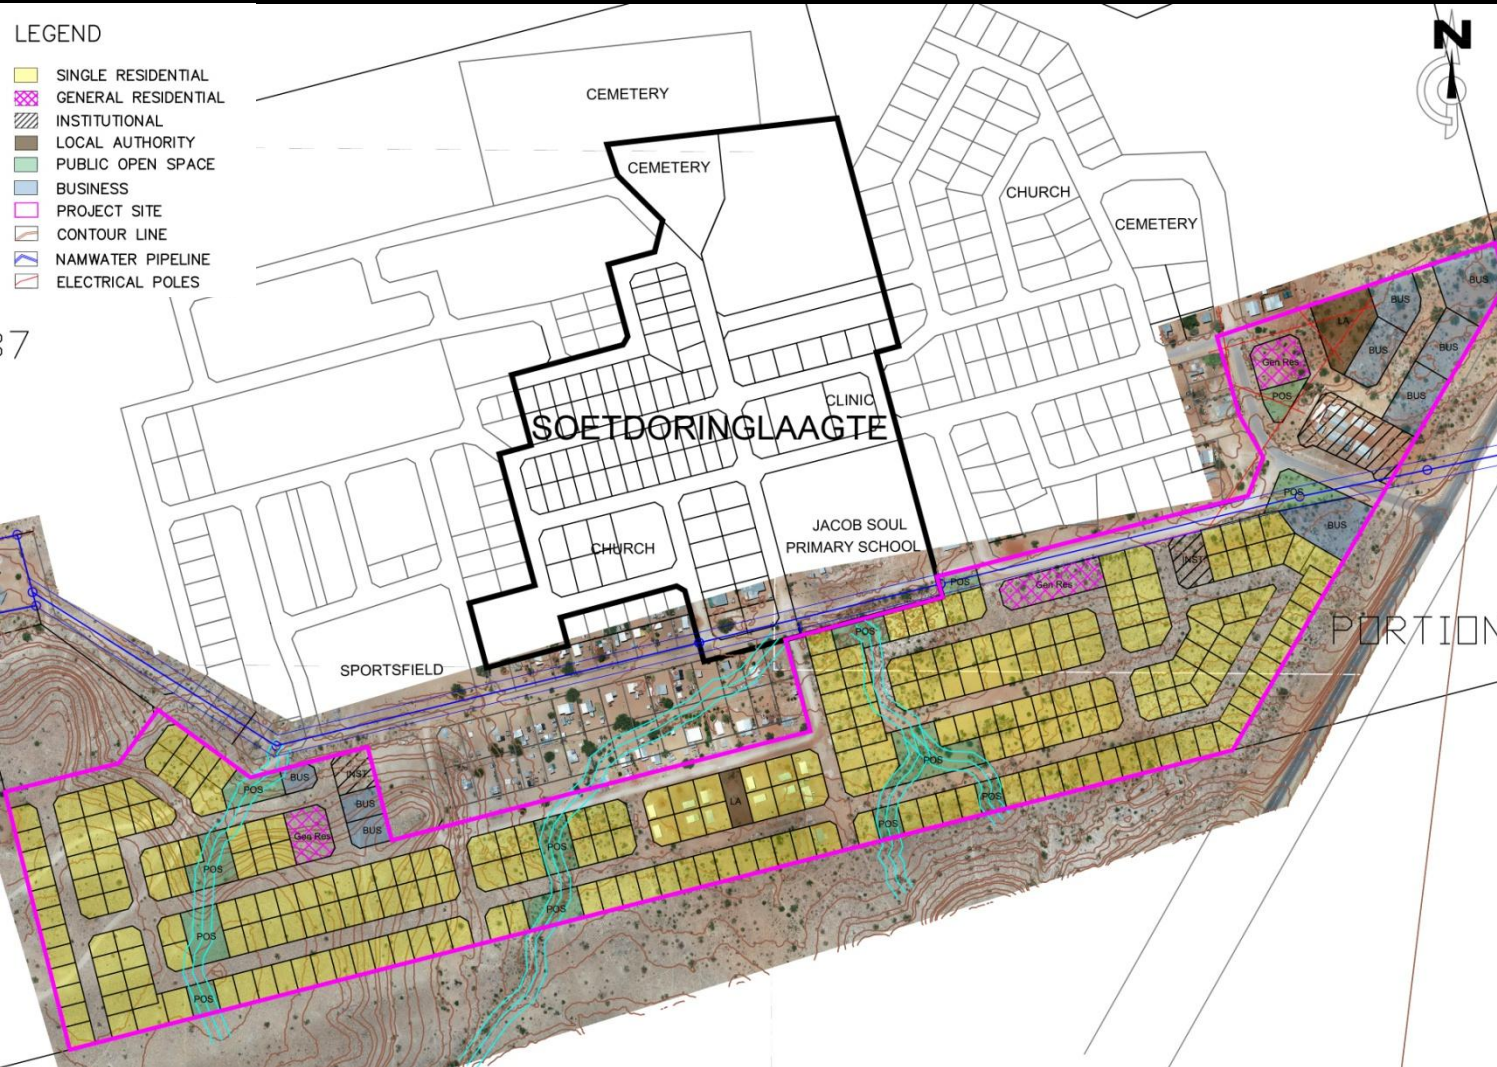 LEGEND
SINGLE RESIDENTIAL
GENERAL RESIDENTIAL
INSTITUTIONAL
LOCAL AUTHORITY
PUBLIC OPEN SPACE
BUSINESS
PROJECT SITE
CONTOUR LINE
NAMWATER PIPELINE
ELECTRICAL POLES
N
CEMETERY
CEMETERY
CHURCH
CEMETERY
BUS
BUS
LA
BUS
BUS
Gen Res
POS
BUS
CLINIC
SOETDORINGLAAGTE
POS
BUS
JACOB SOUL
PRIMARY SCHOOL
CHURCH
INST.
POS
Gen Res
POS
PORTION
SPORTSFIELD
POS
BUS
INST.
POS
BUS
LA
POS
BUS
Gen Res
POS
POS
POS
POS
POS
POS